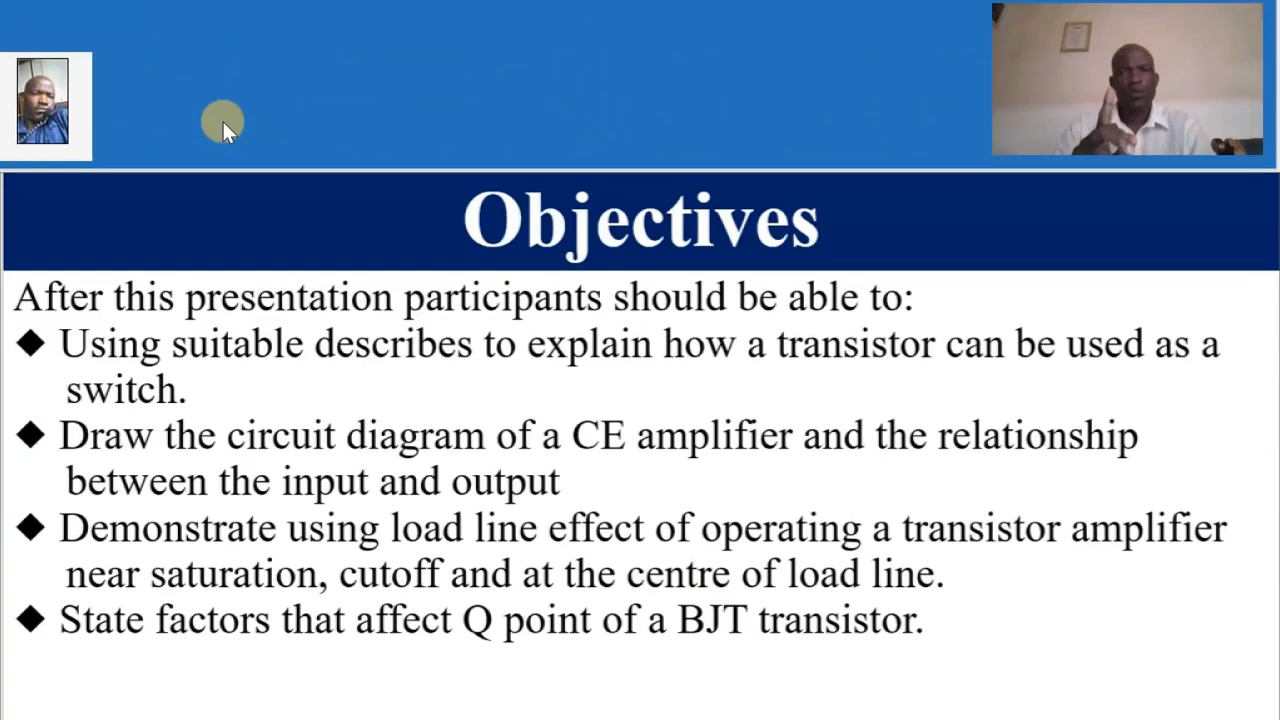 Objectives
After this presentation participants should be able to:
◆ Using suitable describes to explain how a transistor can be used as a
switch.
◆ Draw the circuit diagram of a CE amplifier and the relationship
between the input and output
◆ Demonstrate using load line effect of operating a transistor amplifier
near saturation, cutoff and at the centre of load line.
◆ State factors that affect Q point of a BJT transistor.